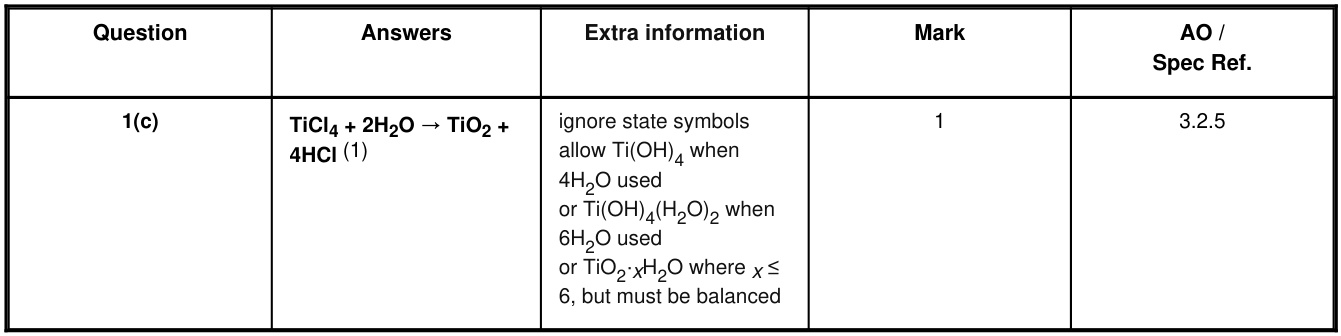 Question Answers Extra information Mark AO /
Spec Ref.
1(c) TiCl₄ + 2H₂O → TiO₂ + ignore state symbols 1 3.2.5
4HCl (1) allow Ti(OH)₄ when
4H₂O used
or Ti(OH)₄(H₂O)₂ when
6H₂O used
or TiO₂·xH₂O where x ≤
6, but must be balanced